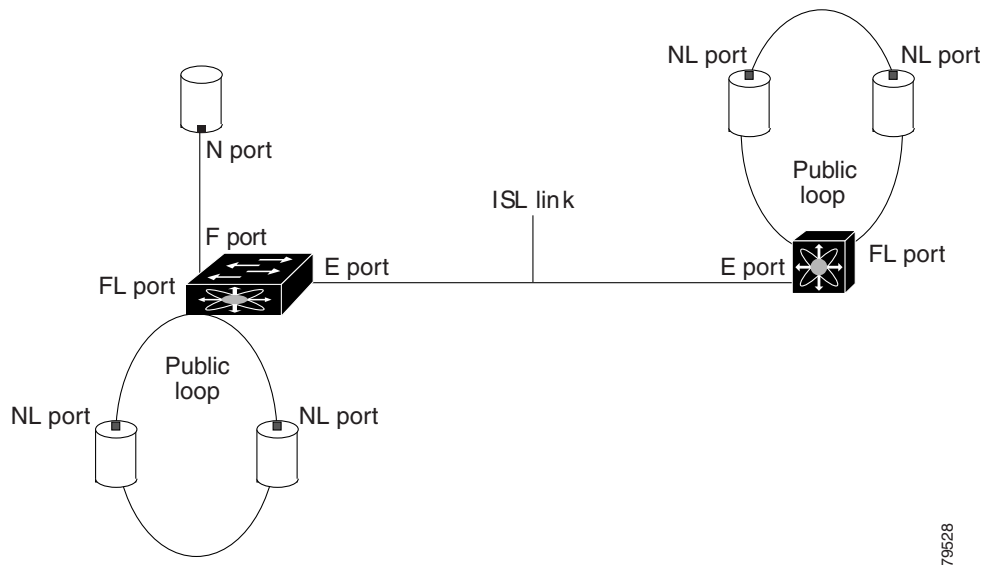 NL port
NL port
N port
Public
loop
ISL link
F port
E port
E port
FL port
FL port
Public
loop
NL port
NL port
79528